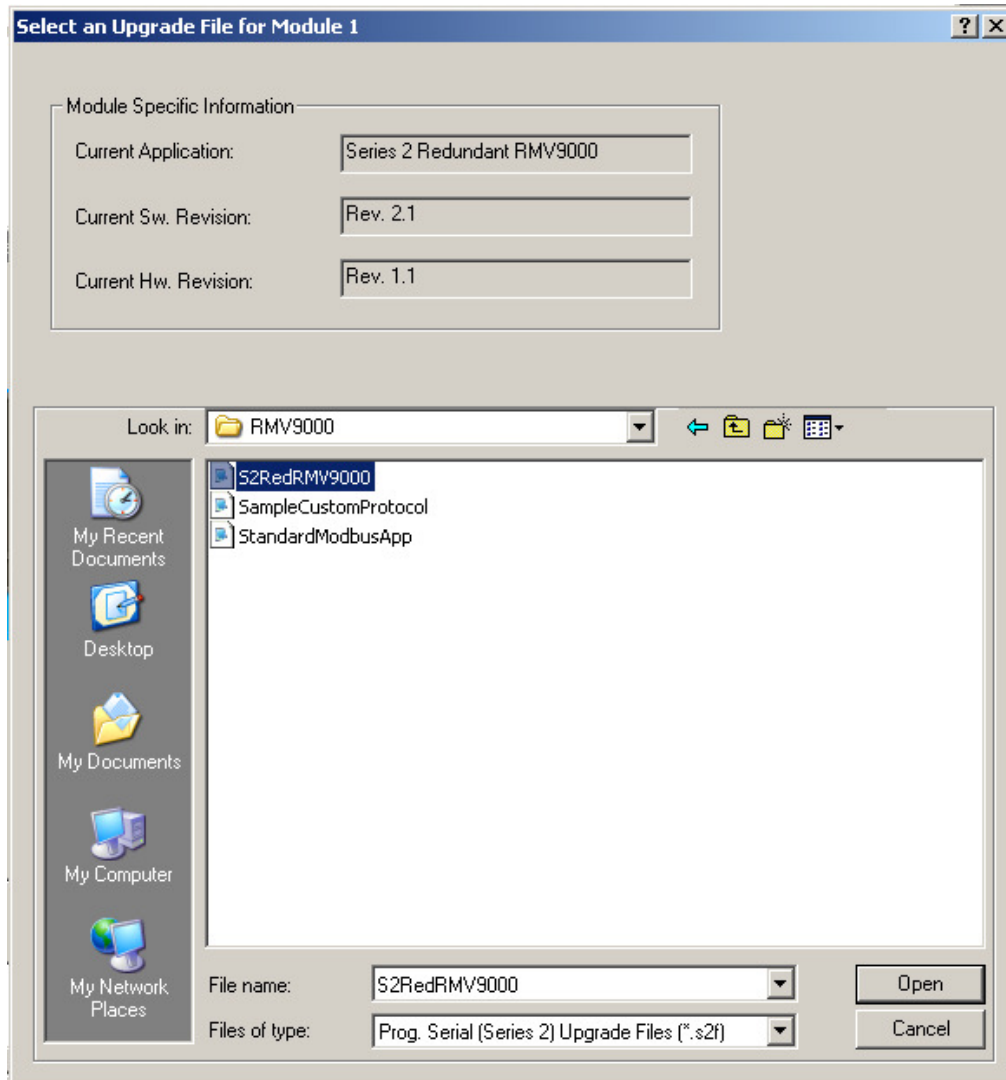 Select an Upgrade File for Module 1
Module Specific Information
Current Application: Series 2 Redundant RMV9000
Current Sw. Revision: Rev. 2.1
Current Hw. Revision: Rev. 1.1
Look in: RMV9000
S2RedRMV9000
SampleCustomProtocol
StandardModbusApp
My Recent
Documents
Desktop
My Documents
My Computer
My Network
Places
File name: S2RedRMV9000 Open
Files of type: Prog. Serial (Series 2) Upgrade Files (*.s2f) Cancel